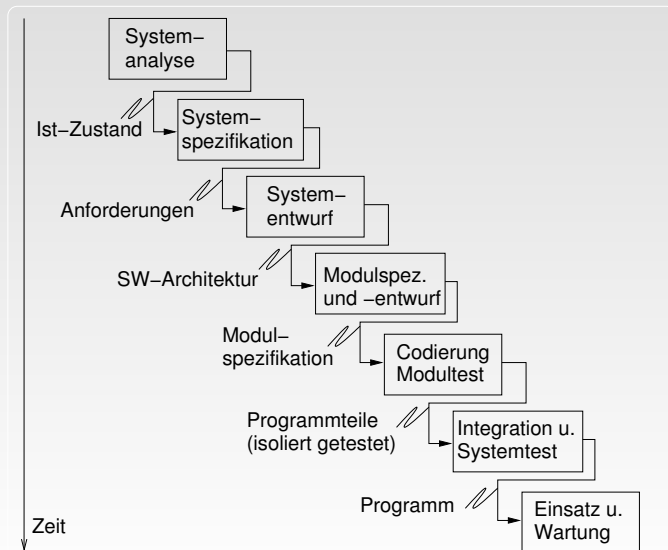 System–
analyse
Ist–Zustand
System–
spezifikation
Anforderungen
System–
entwurf
SW–Architektur
Modulspez.
und –entwurf
Modul–
spezifikation
Codierung
Modultest
Programmteile
(isoliert getestet)
Integration u.
Systemtest
Programm
Einsatz u.
Wartung
Zeit